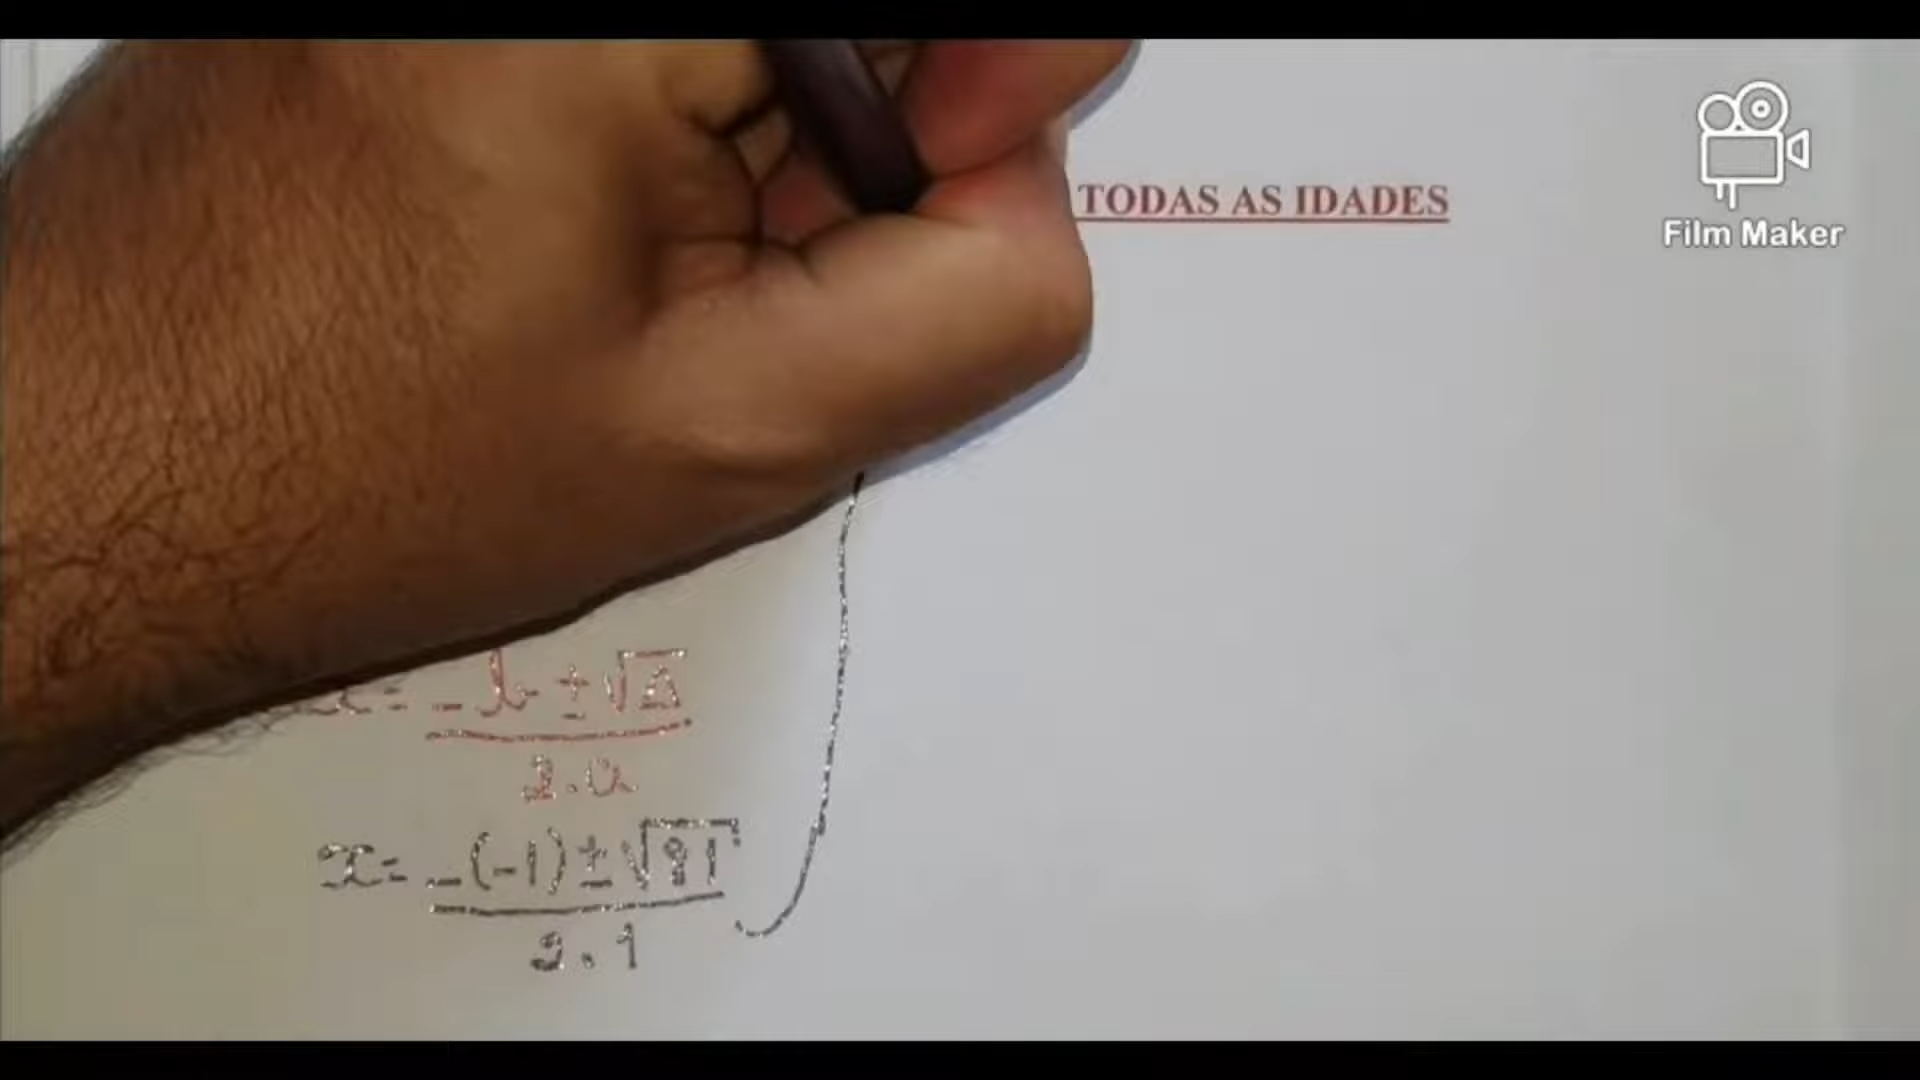 TODAS AS IDADES
Film Maker
x = -b ± √Δ
2.a
x = -(-1) ± √81
2.1